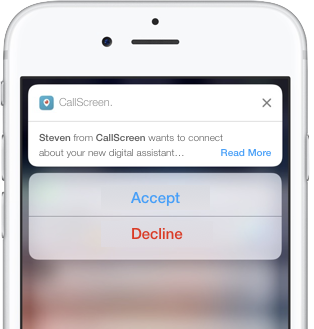 CallScreen.
Steven from CallScreen wants to connect
about your new digital assistant...
Read More
Accept
Decline